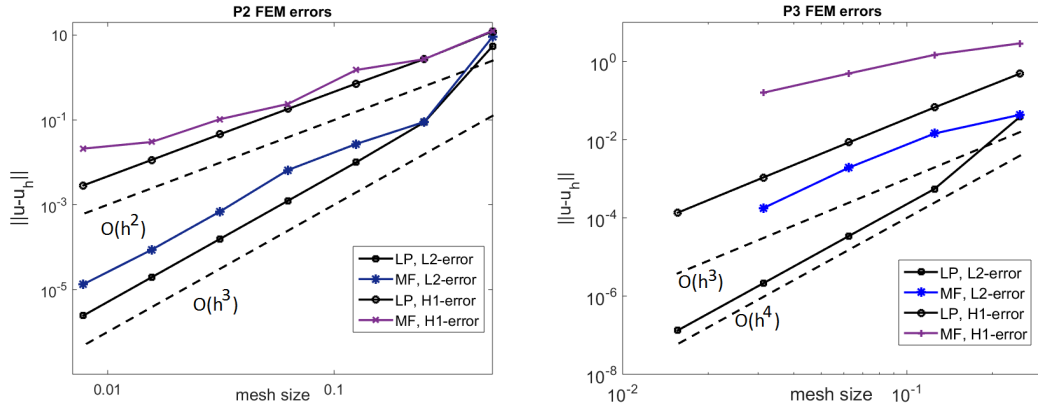 P2 FEM errors
||u-u_h||
10
10^-1
10^-3
10^-5
O(h^2)
O(h^3)
LP, L2-error
MF, L2-error
LP, H1-error
MF, H1-error
0.01
0.1
mesh size
P3 FEM errors
||u-u_h||
10^0
10^-2
10^-4
10^-6
10^-8
O(h^3)
O(h^4)
LP, L2-error
MF, L2-error
LP, H1-error
MF, H1-error
10^-2
10^-1
mesh size